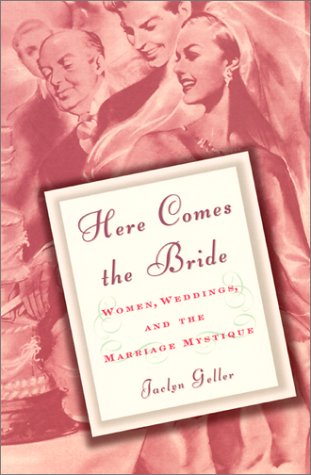 Here Comes
the Bride
Women, Weddings,
and the
Marriage Mystique
Jaclyn Geller